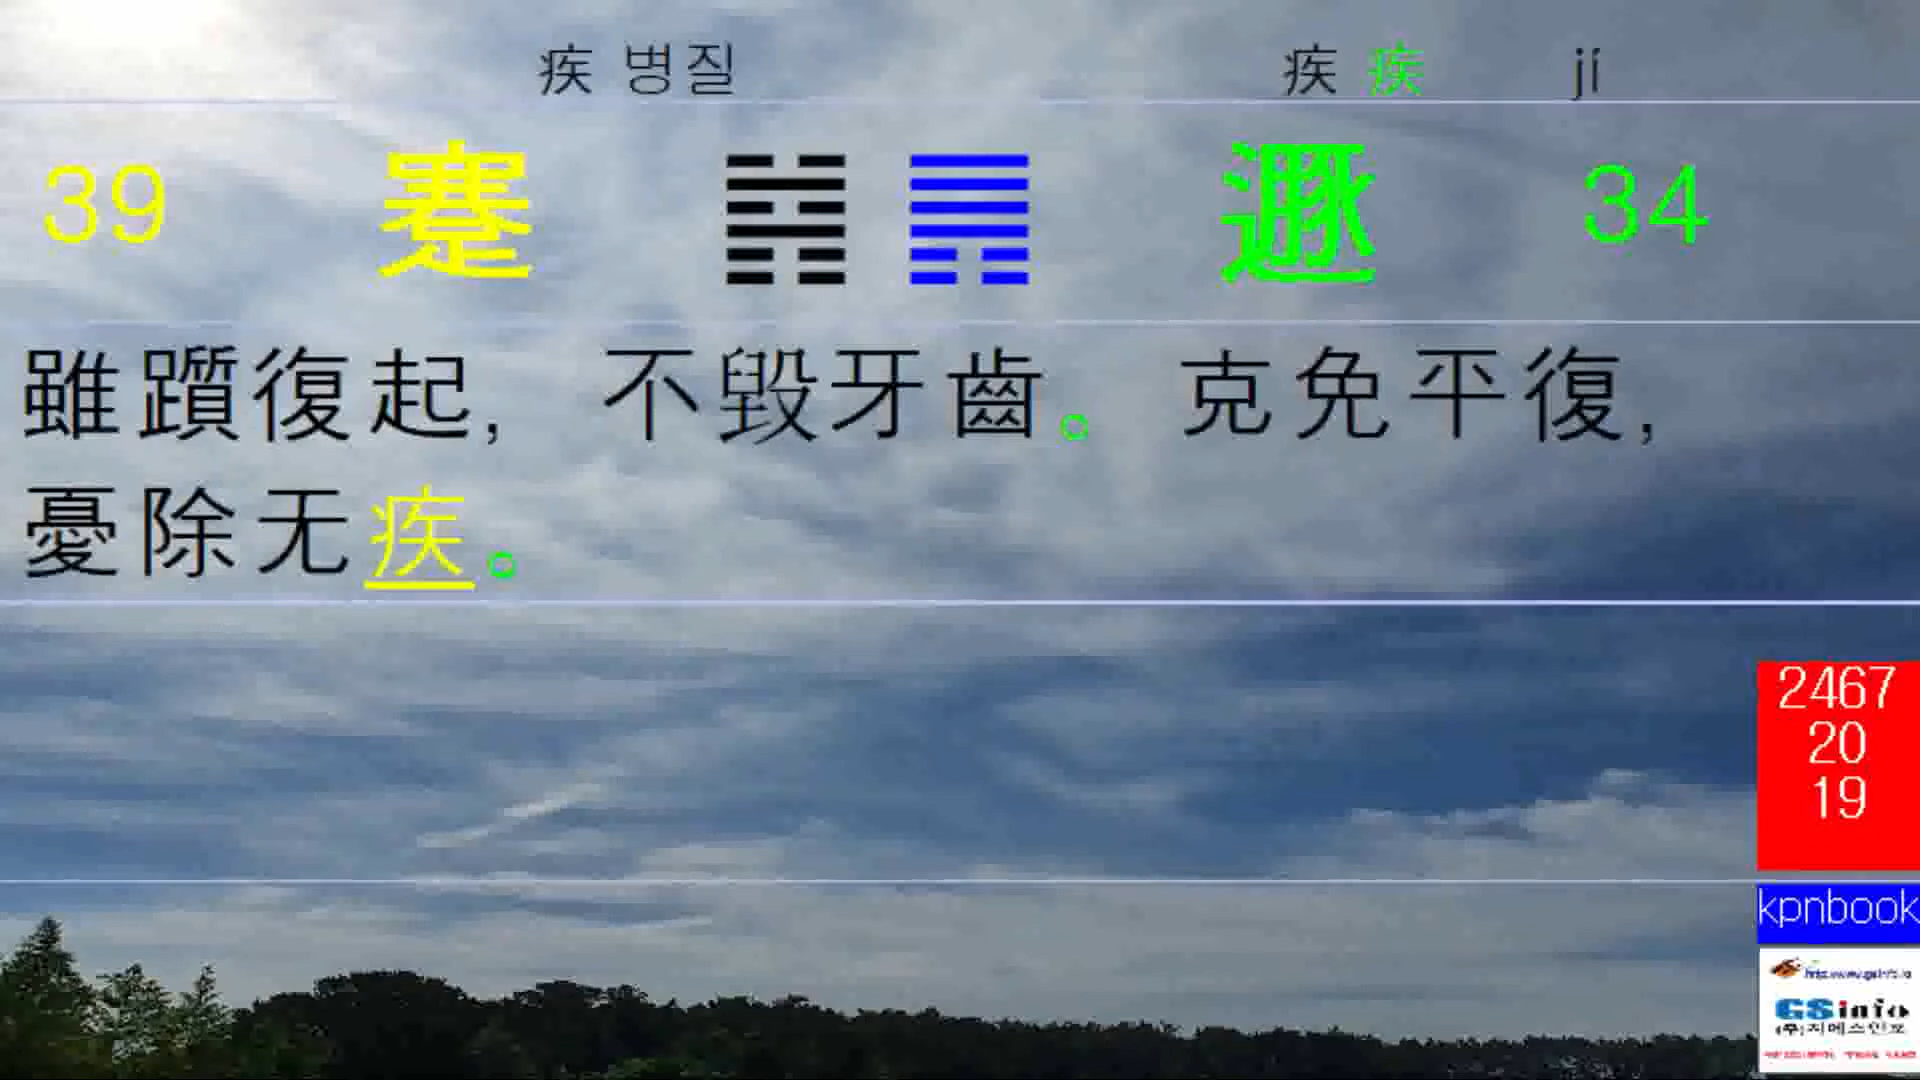 疾 병질 疾 疾 jí
39 蹇 遯 34
雖躓復起, 不毀牙齒。 克免平復,
憂除无疾。
2467
20
19
kpnbook
GSinfo
(주)지에스인포